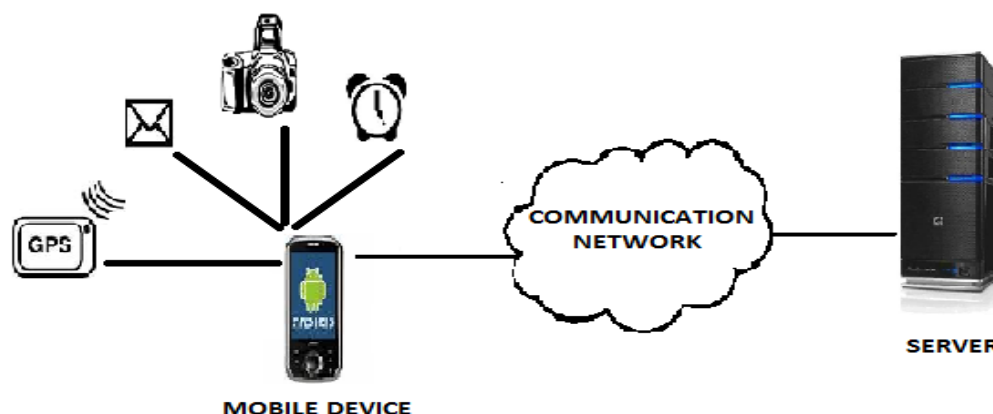 GPS
COMMUNICATION
NETWORK
SERVER
MOBILE DEVICE